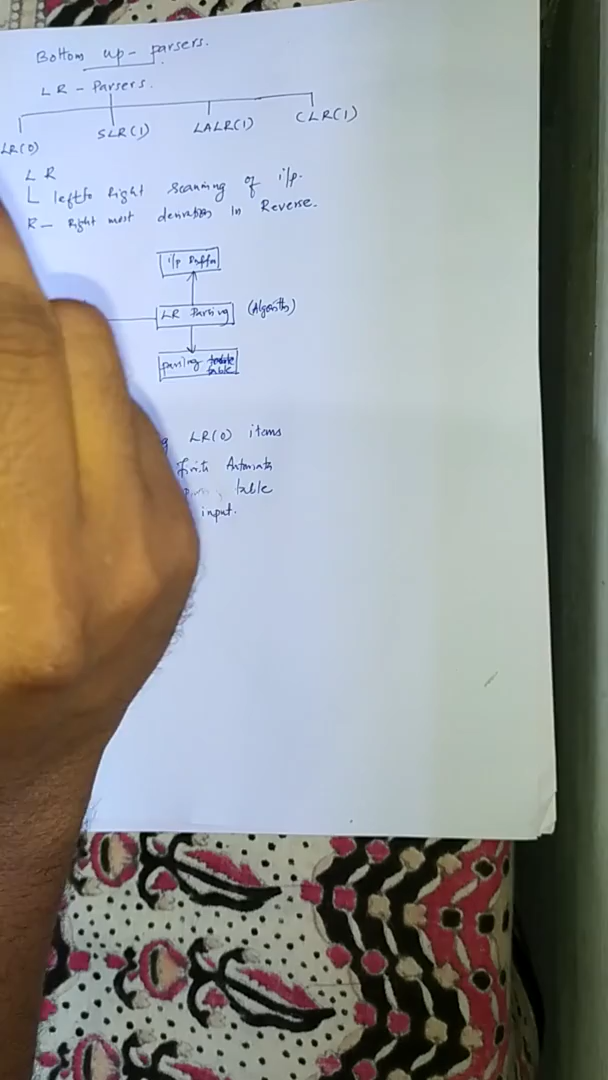 Bottom up - parsers.
LR - Parsers.
LR(0) SLR(1) LALR(1) CLR(1)
LR
L left to Right scanning of i/p.
R - Right most derivation in Reverse.
i/p Buffer
LR Parsing (Algorithm)
parsing table
LR(0) items
finite Automata
table
input.